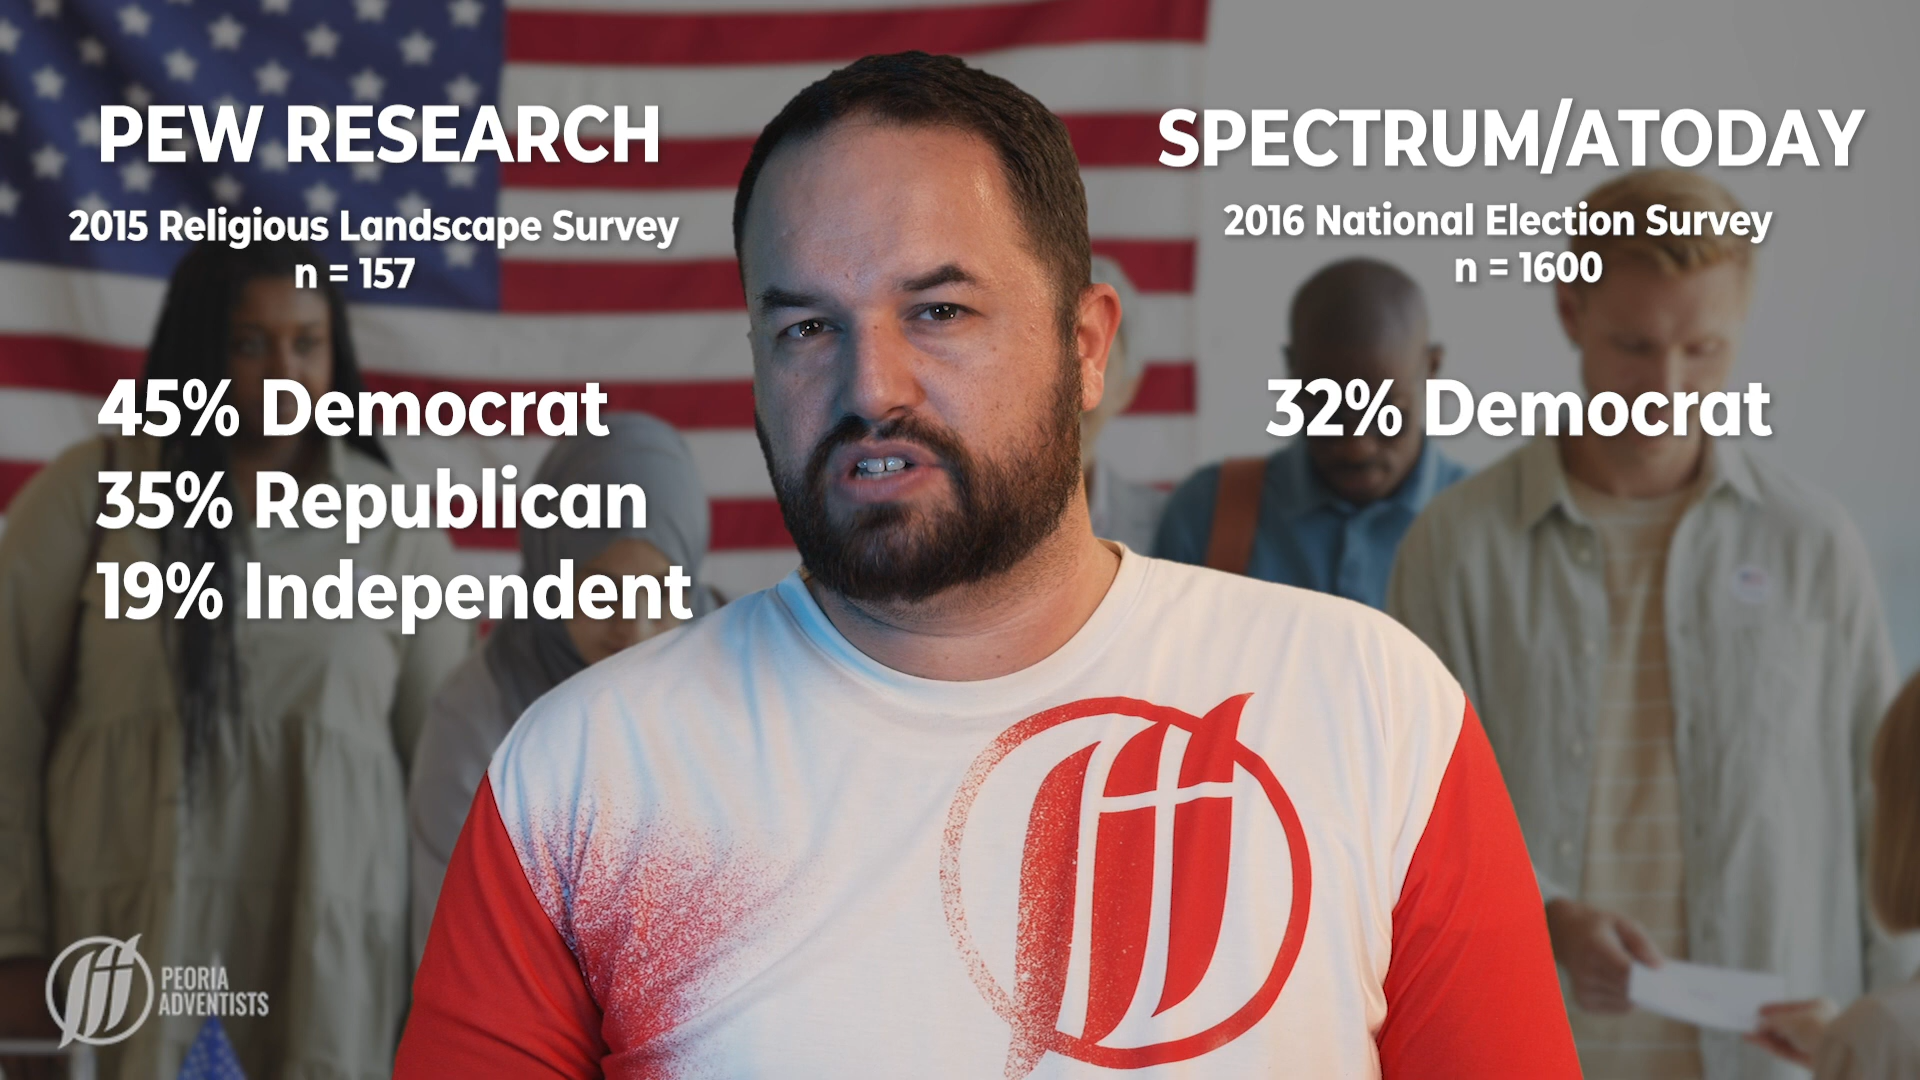 PEW RESEARCH
2015 Religious Landscape Survey
n = 157
45% Democrat
35% Republican
19% Independent
SPECTRUM/ATODAY
2016 National Election Survey
n = 1600
32% Democrat
PEORIA
ADVENTISTS